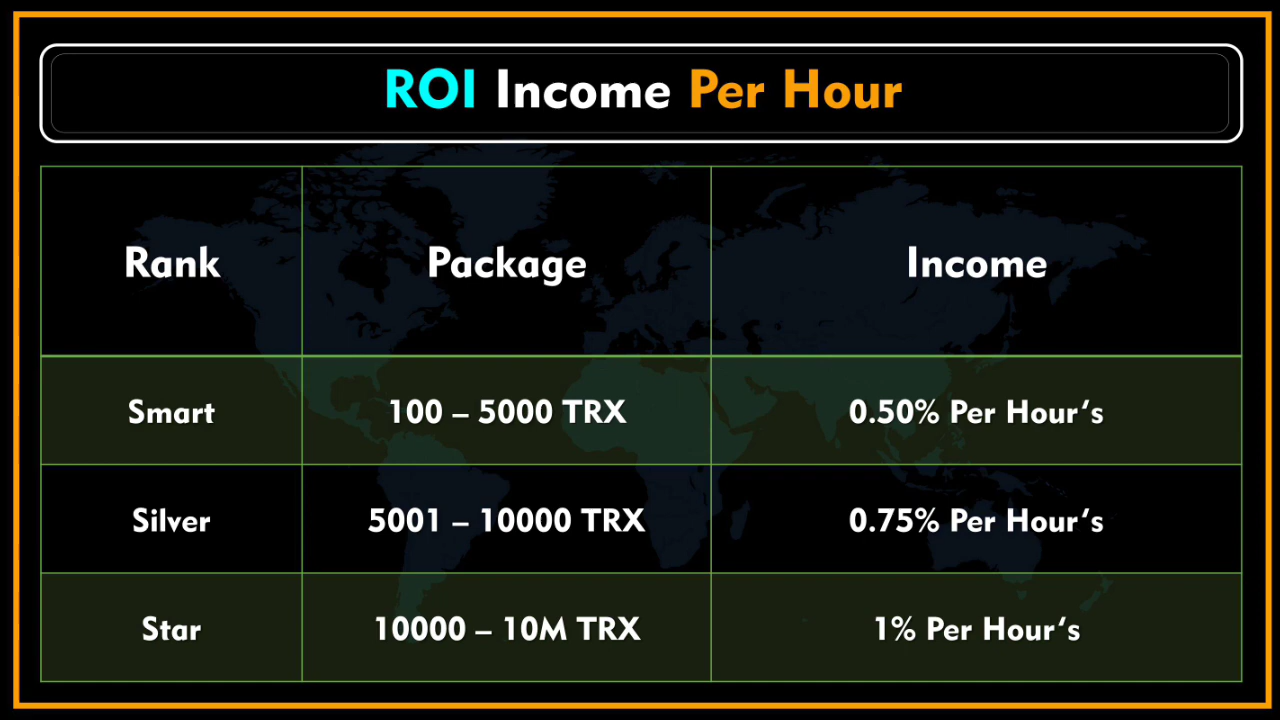 ROI Income Per Hour
Rank Package Income
Smart 100 – 5000 TRX 0.50% Per Hour‘s
Silver 5001 – 10000 TRX 0.75% Per Hour‘s
Star 10000 – 10M TRX 1% Per Hour‘s